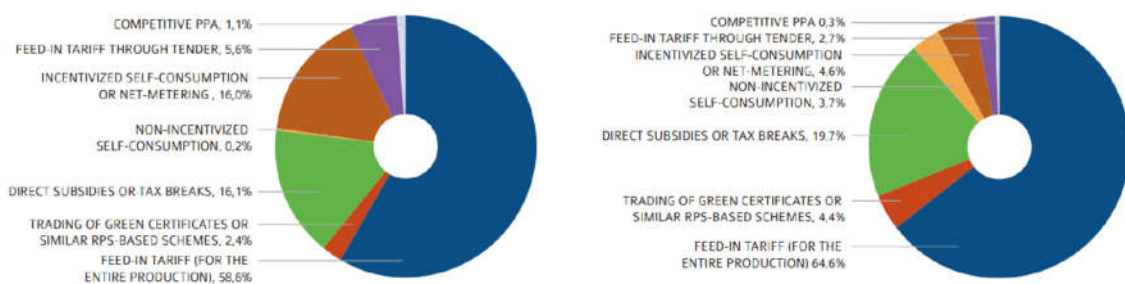 COMPETITIVE PPA, 1,1%
FEED-IN TARIFF THROUGH TENDER, 5,6%
INCENTIVIZED SELF-CONSUMPTION
OR NET-METERING , 16,0%
NON-INCENTIVIZED
SELF-CONSUMPTION, 0,2%
DIRECT SUBSIDIES OR TAX BREAKS, 16,1%
TRADING OF GREEN CERTIFICATES OR
SIMILAR RPS-BASED SCHEMES, 2,4%
FEED-IN TARIFF (FOR THE
ENTIRE PRODUCTION), 58,6%
COMPETITIVE PPA 0,3%
FEED-IN TARIFF THROUGH TENDER, 2,7%
INCENTIVIZED SELF-CONSUMPTION
OR NET-METERING, 4.6%
NON-INCENTIVIZED
SELF-CONSUMPTION, 3.7%
DIRECT SUBSIDIES OR TAX BREAKS, 19.7%
TRADING OF GREEN CERTIFICATES OR
SIMILAR RPS-BASED SCHEMES, 4,4%
FEED-IN TARIFF (FOR THE
ENTIRE PRODUCTION) 64,6%